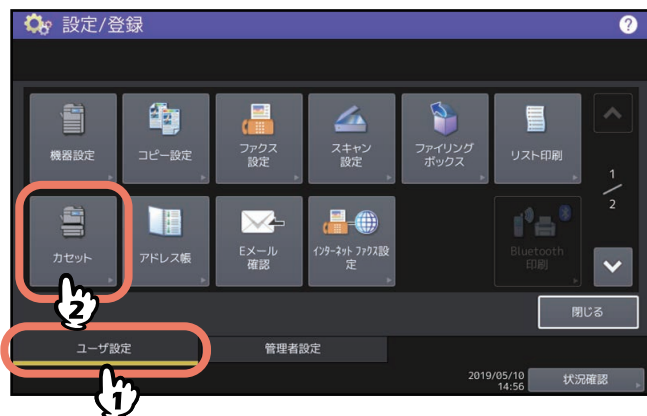 設定/登録
?
機器設定
コピー設定
ファクス
設定
スキャン
設定
ファイリング
ボックス
リスト印刷
1
2
カセット
アドレス帳
Eメール
確認
インターネット ファクス設
定
Bluetooth
印刷
2
閉じる
ユーザ設定
管理者設定
1
2019/05/10
14:56
状況確認